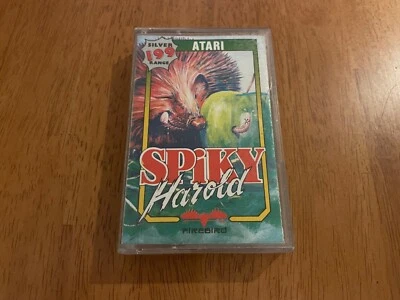 SILVER
199
RANGE
ATARI
SPiKY
Harold
FIREBIRD